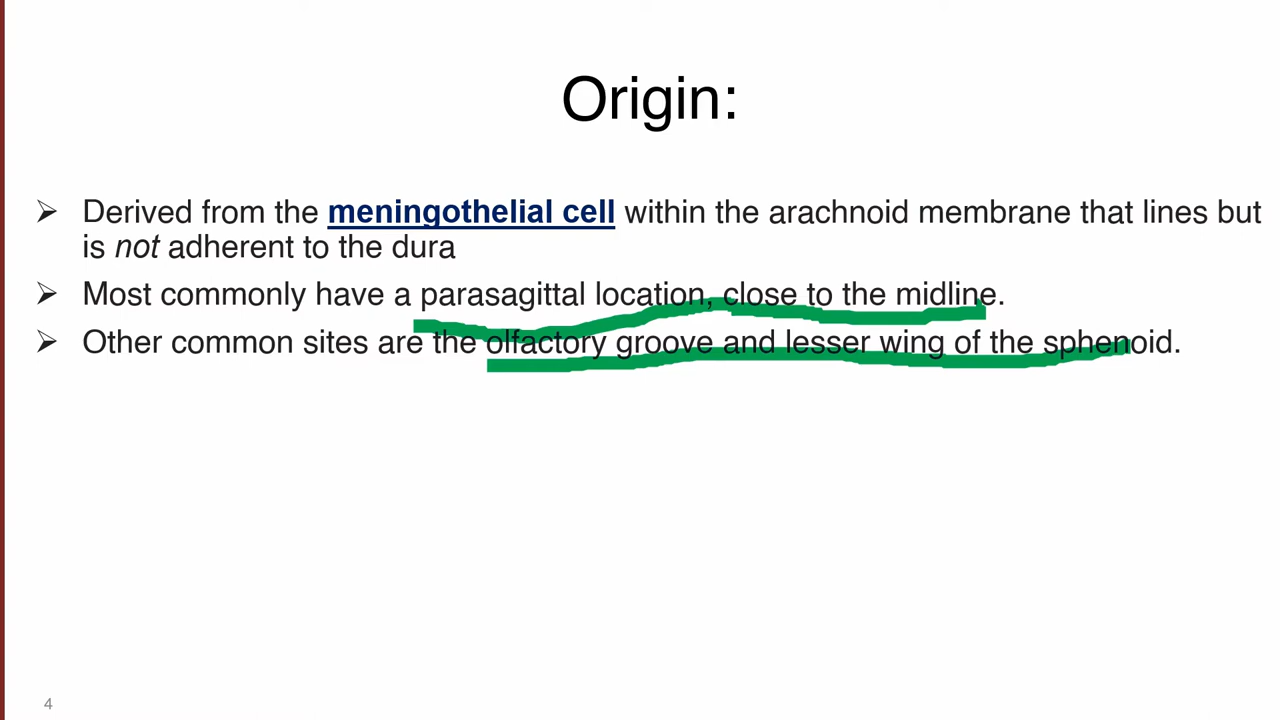 Origin:
➢ Derived from the meningothelial cell within the arachnoid membrane that lines but
is not adherent to the dura
➢ Most commonly have a parasagittal location, close to the midline.
➢ Other common sites are the olfactory groove and lesser wing of the sphenoid.
4